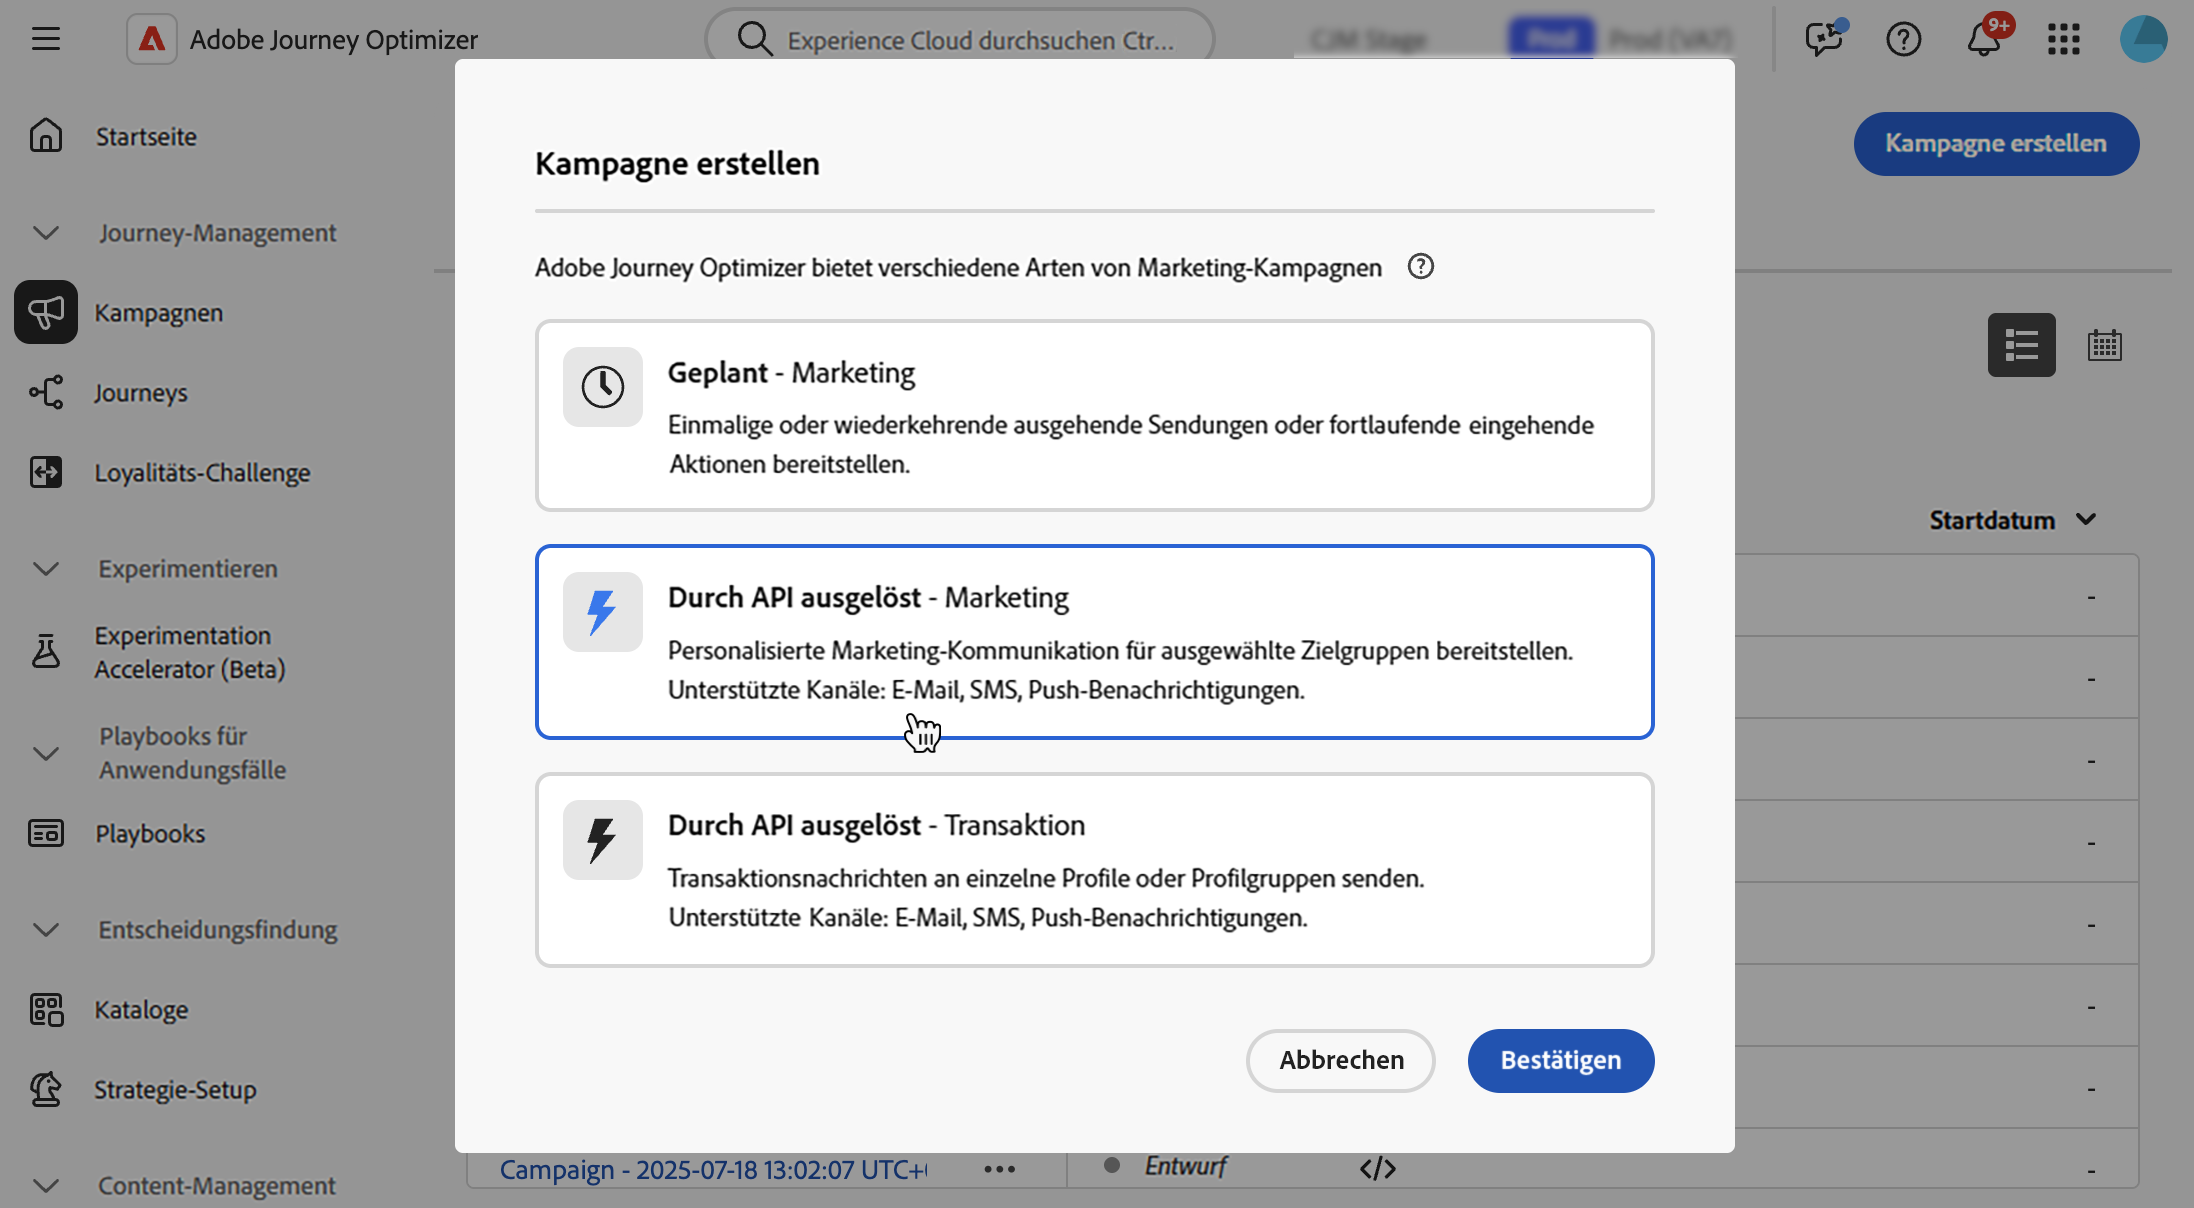 Adobe Journey Optimizer
Experience Cloud durchsuchen Ctr...
CJM Stage
Prod
Prod (VA7)
9+
Startseite
Journey-Management
Kampagnen
Journeys
Loyalitäts-Challenge
Experimentieren
Experimentation
Accelerator (Beta)
Playbooks für
Anwendungsfälle
Playbooks
Entscheidungsfindung
Kataloge
Strategie-Setup
Content-Management
Kampagne erstellen
Startdatum
-
-
-
-
-
-
-
-
Kampagne erstellen
Adobe Journey Optimizer bietet verschiedene Arten von Marketing-Kampagnen
Geplant - Marketing
Einmalige oder wiederkehrende ausgehende Sendungen oder fortlaufende eingehende
Aktionen bereitstellen.
Durch API ausgelöst - Marketing
Personalisierte Marketing-Kommunikation für ausgewählte Zielgruppen bereitstellen.
Unterstützte Kanäle: E-Mail, SMS, Push-Benachrichtigungen.
Durch API ausgelöst - Transaktion
Transaktionsnachrichten an einzelne Profile oder Profilgruppen senden.
Unterstützte Kanäle: E-Mail, SMS, Push-Benachrichtigungen.
Abbrechen
Bestätigen
Campaign - 2025-07-18 13:02:07 UTC+
Entwurf